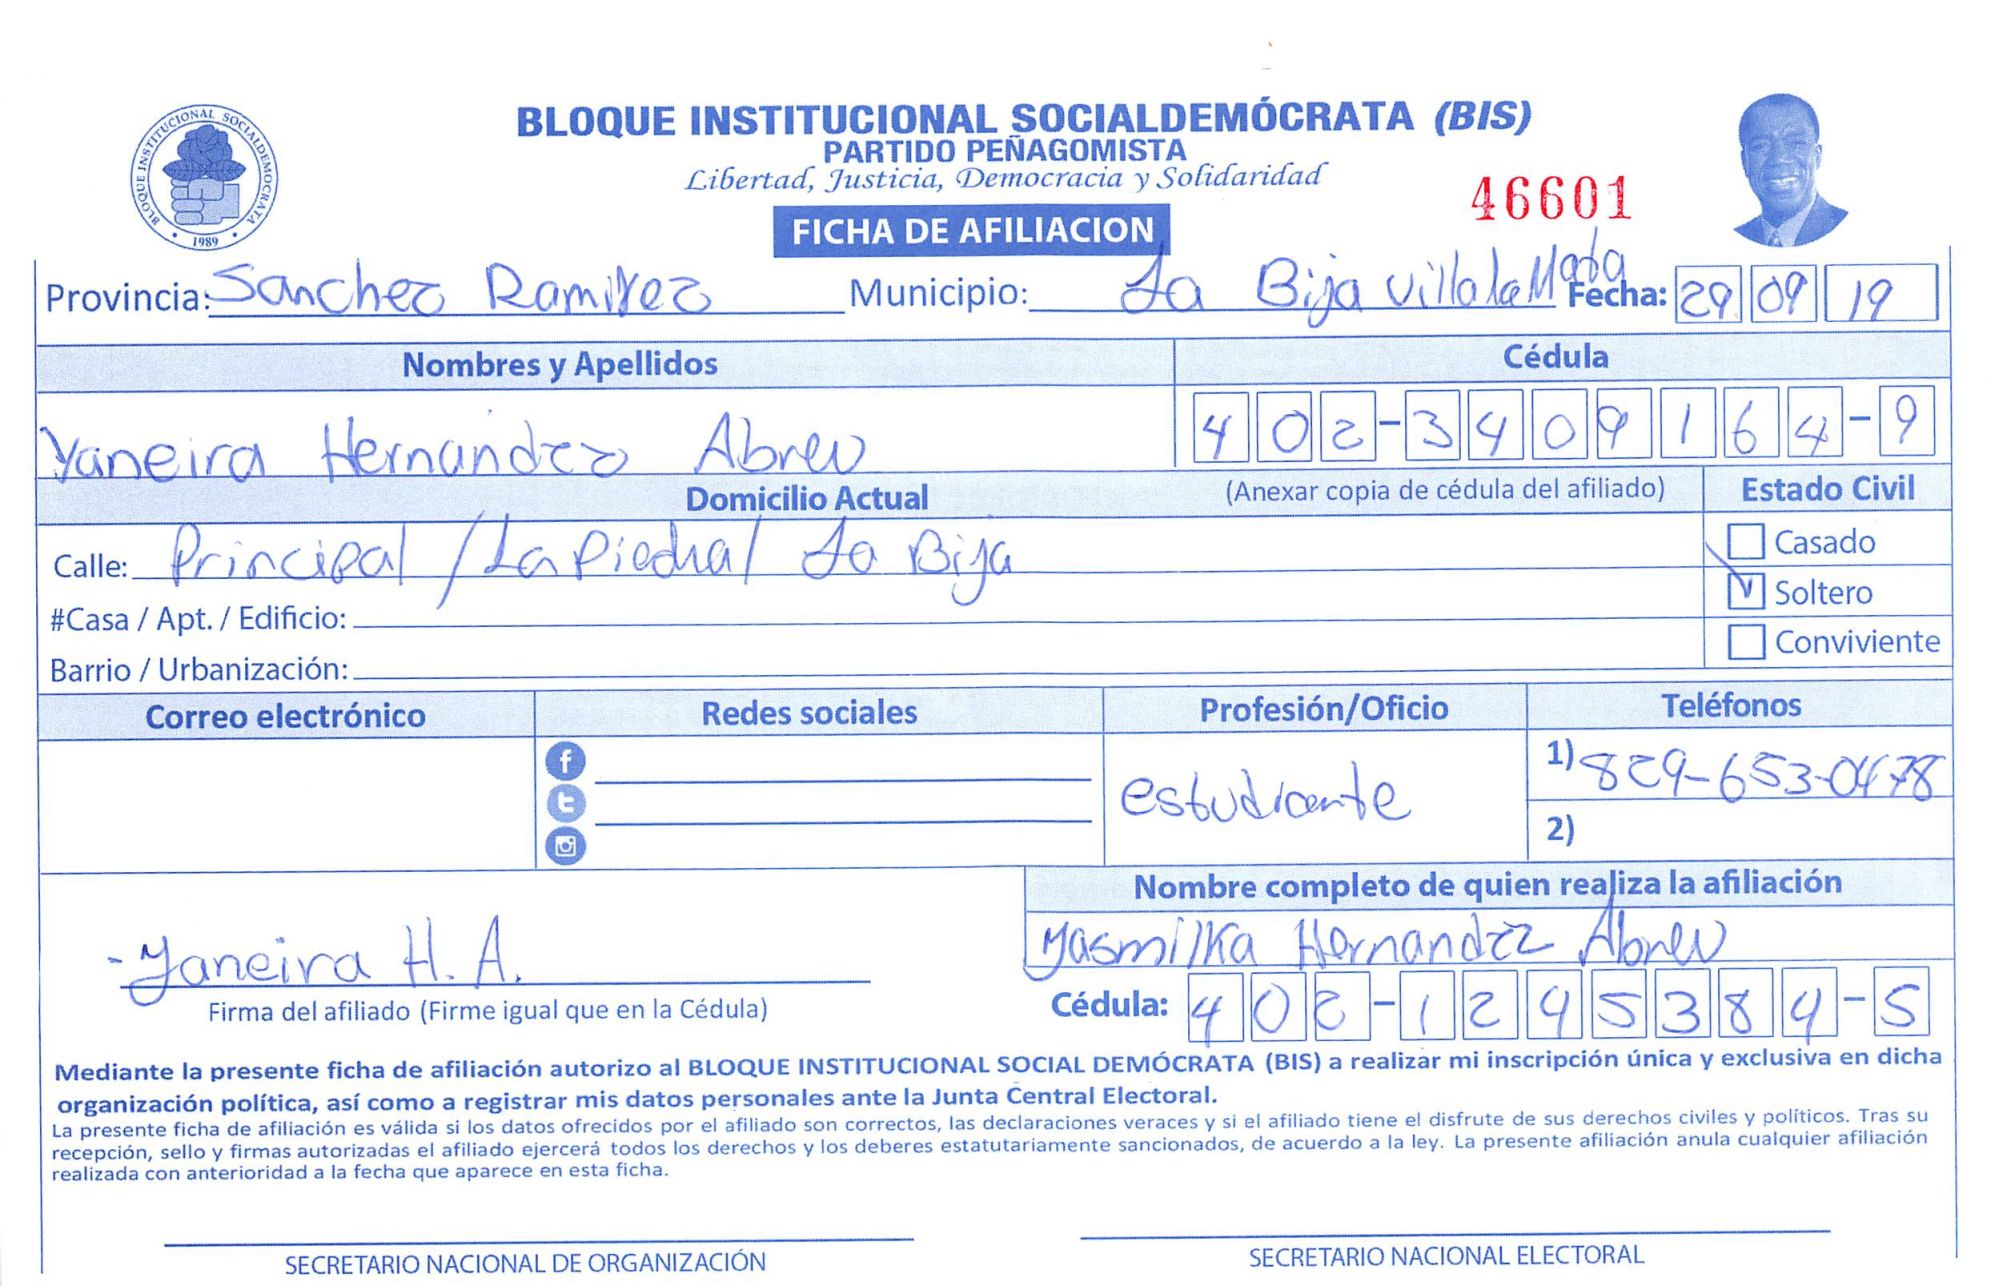 BLOQUE INSTITUCIONAL SOCIALDEMÓCRATA (BIS)
PARTIDO PEÑAGOMISTA
Libertad, Justicia, Democracia y Solidaridad
BLOQUE INSTITUCIONAL SOCIALDEMOCRATA
1989
46601
FICHA DE AFILIACION
Provincia: Sanchez Ramirez Municipio: La Bija Villa la Mata Fecha: 29 09 19
Nombres y Apellidos Cédula
Yaneira Hernandez Abreu 402-3409164-9
Domicilio Actual (Anexar copia de cédula del afiliado) Estado Civil
Calle: Principal / La Piedra / La Bija Casado
#Casa / Apt. / Edificio: Soltero
Barrio / Urbanización: Conviviente
Correo electrónico Redes sociales Profesión/Oficio Teléfonos
estudiante 1) 829-653-0478
2)
Nombre completo de quien realiza la afiliación
Yasmilka Hernandez Abreu
-Yaneira H. A.
Firma del afiliado (Firme igual que en la Cédula) Cédula: 402-1245384-5
Mediante la presente ficha de afiliación autorizo al BLOQUE INSTITUCIONAL SOCIAL DEMÓCRATA (BIS) a realizar mi inscripción única y exclusiva en dicha
organización política, así como a registrar mis datos personales ante la Junta Central Electoral.
La presente ficha de afiliación es válida si los datos ofrecidos por el afiliado son correctos, las declaraciones veraces y si el afiliado tiene el disfrute de sus derechos civiles y políticos. Tras su
recepción, sello y firmas autorizadas el afiliado ejercerá todos los derechos y los deberes estatutariamente sancionados, de acuerdo a la ley. La presente afiliación anula cualquier afiliación
realizada con anterioridad a la fecha que aparece en esta ficha.
SECRETARIO NACIONAL DE ORGANIZACIÓN SECRETARIO NACIONAL ELECTORAL